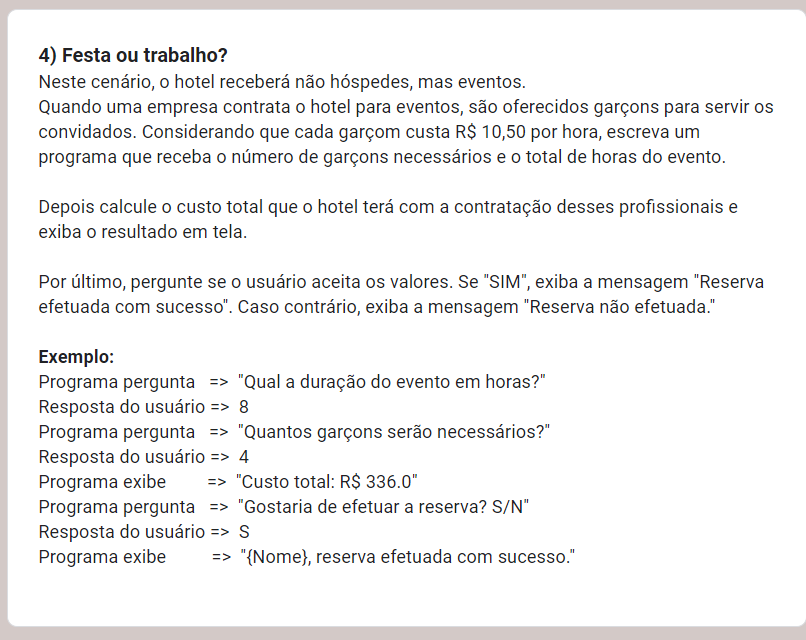 4) Festa ou trabalho?
Neste cenário, o hotel receberá não hóspedes, mas eventos.
Quando uma empresa contrata o hotel para eventos, são oferecidos garçons para servir os
convidados. Considerando que cada garçom custa R$ 10,50 por hora, escreva um
programa que receba o número de garçons necessários e o total de horas do evento.
Depois calcule o custo total que o hotel terá com a contratação desses profissionais e
exiba o resultado em tela.
Por último, pergunte se o usuário aceita os valores. Se "SIM", exiba a mensagem "Reserva
efetuada com sucesso". Caso contrário, exiba a mensagem "Reserva não efetuada."
Exemplo:
Programa pergunta => "Qual a duração do evento em horas?"
Resposta do usuário => 8
Programa pergunta => "Quantos garçons serão necessários?"
Resposta do usuário => 4
Programa exibe => "Custo total: R$ 336.0"
Programa pergunta => "Gostaria de efetuar a reserva? S/N"
Resposta do usuário => S
Programa exibe => "{Nome}, reserva efetuada com sucesso."